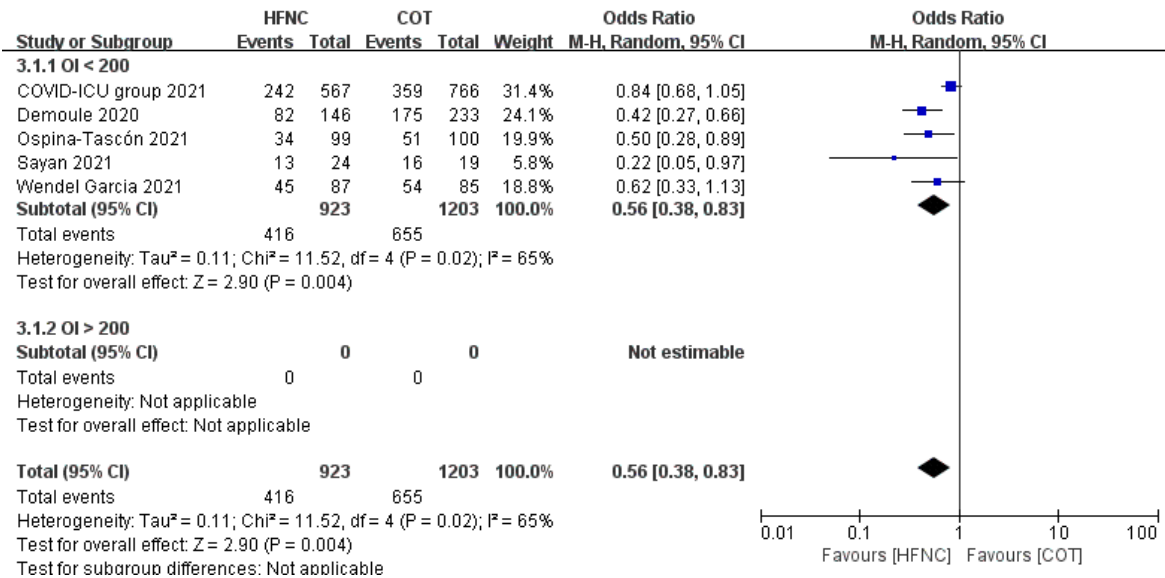 HFNC COT Odds Ratio Odds Ratio
Study or Subgroup Events Total Events Total Weight M-H, Random, 95% CI M-H, Random, 95% CI
3.1.1 OI < 200
COVID-ICU group 2021 242 567 359 766 31.4% 0.84 [0.68, 1.05]
Demoule 2020 82 146 175 233 24.1% 0.42 [0.27, 0.66]
Ospina-Tascón 2021 34 99 51 100 19.9% 0.50 [0.28, 0.89]
Sayan 2021 13 24 16 19 5.8% 0.22 [0.05, 0.97]
Wendel Garcia 2021 45 87 54 85 18.8% 0.62 [0.33, 1.13]
Subtotal (95% CI) 923 1203 100.0% 0.56 [0.38, 0.83]
Total events 416 655
Heterogeneity: Tau² = 0.11; Chi² = 11.52, df = 4 (P = 0.02); I² = 65%
Test for overall effect: Z = 2.90 (P = 0.004)
3.1.2 OI > 200
Subtotal (95% CI) 0 0 Not estimable
Total events 0 0
Heterogeneity: Not applicable
Test for overall effect: Not applicable
Total (95% CI) 923 1203 100.0% 0.56 [0.38, 0.83]
Total events 416 655
Heterogeneity: Tau² = 0.11; Chi² = 11.52, df = 4 (P = 0.02); I² = 65%
Test for overall effect: Z = 2.90 (P = 0.004)
Test for subgroup differences: Not applicable
0.01 0.1 1 10 100
Favours [HFNC] Favours [COT]